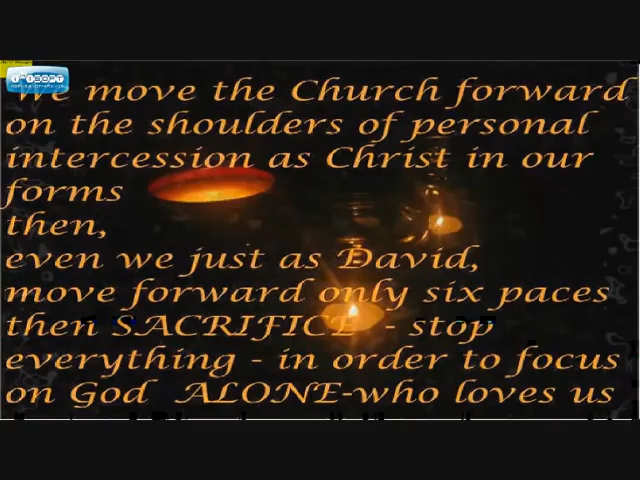 We move the Church forward
on the shoulders of personal
intercession as Christ in our
forms
then,
even we just as David,
move forward only six paces
then SACRIFICE - stop
everything - in order to focus
on God ALONE-who loves us